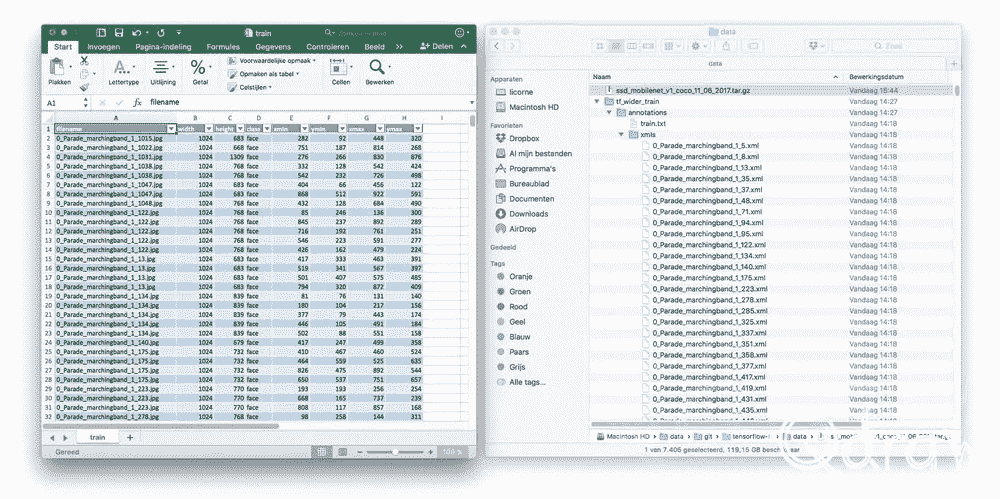 train
Start Invoegen Pagina-indeling Formules Gegevens Controleren Beeld >> Delen
Plakken Lettertype Uitlijning Getal Voorwaardelijke opmaak Opmaken als tabel Celstijlen Cellen Bewerken
A1 fx filename
A B C D E F G H I
1 filename width height class xmin ymin xmax ymax
2 0_Parade_marchingband_1_1015.jpg 1024 683 face 282 92 448 320
3 0_Parade_marchingband_1_1022.jpg 1024 668 face 751 187 814 268
4 0_Parade_marchingband_1_1031.jpg 1024 1309 face 276 266 830 876
5 0_Parade_marchingband_1_1038.jpg 1024 768 face 332 128 542 424
6 0_Parade_marchingband_1_1038.jpg 1024 768 face 542 232 726 498
7 0_Parade_marchingband_1_1047.jpg 1024 683 face 404 66 456 122
8 0_Parade_marchingband_1_1047.jpg 1024 683 face 868 512 922 591
9 0_Parade_marchingband_1_1048.jpg 1024 768 face 432 128 684 490
10 0_Parade_marchingband_1_122.jpg 1024 768 face 85 246 136 300
11 0_Parade_marchingband_1_122.jpg 1024 768 face 845 237 892 289
12 0_Parade_marchingband_1_122.jpg 1024 768 face 716 192 761 251
13 0_Parade_marchingband_1_122.jpg 1024 768 face 546 223 591 277
14 0_Parade_marchingband_1_122.jpg 1024 768 face 426 162 479 224
15 0_Parade_marchingband_1_13.jpg 1024 683 face 417 333 463 391
16 0_Parade_marchingband_1_13.jpg 1024 683 face 519 341 567 397
17 0_Parade_marchingband_1_13.jpg 1024 683 face 501 407 575 485
18 0_Parade_marchingband_1_13.jpg 1024 683 face 794 320 872 409
19 0_Parade_marchingband_1_134.jpg 1024 839 face 81 76 131 140
20 0_Parade_marchingband_1_134.jpg 1024 839 face 180 104 217 156
21 0_Parade_marchingband_1_134.jpg 1024 839 face 377 79 443 174
22 0_Parade_marchingband_1_134.jpg 1024 839 face 446 105 491 184
23 0_Parade_marchingband_1_134.jpg 1024 839 face 502 88 551 158
24 0_Parade_marchingband_1_140.jpg 1024 679 face 417 247 499 358
25 0_Parade_marchingband_1_175.jpg 1024 732 face 410 467 460 524
26 0_Parade_marchingband_1_175.jpg 1024 732 face 464 559 525 635
27 0_Parade_marchingband_1_175.jpg 1024 732 face 826 475 892 544
28 0_Parade_marchingband_1_175.jpg 1024 732 face 650 537 751 657
29 0_Parade_marchingband_1_223.jpg 1024 770 face 193 193 256 254
30 0_Parade_marchingband_1_223.jpg 1024 770 face 668 165 737 239
31 0_Parade_marchingband_1_223.jpg 1024 770 face 808 117 857 168
32 0_Parade_marchingband_1_278.jpg 1024 768 face 98 258 144 311
train +
Gereed 100 %
data
Zoek
data +
Apparaten
licorne
Macintosh HD
Favorieten
Dropbox
Al mijn bestanden
Programma's
Bureaublad
Documenten
Downloads
AirDrop
Gedeeld
Tags
Oranje
Groen
Rood
Geel
Blauw
Paars
Grijs
Alle tags...
Naam Bewerkingsdatum
ssd_mobilenet_v1_coco_11_06_2017.tar.gz Vandaag 15:44
tf_wider_train Vandaag 14:27
annotations Vandaag 14:27
train.txt Vandaag 14:18
xmls Vandaag 14:18
0_Parade_marchingband_1_5.xml Vandaag 14:18
0_Parade_marchingband_1_8.xml Vandaag 14:18
0_Parade_marchingband_1_13.xml Vandaag 14:18
0_Parade_marchingband_1_35.xml Vandaag 14:18
0_Parade_marchingband_1_37.xml Vandaag 14:18
0_Parade_marchingband_1_48.xml Vandaag 14:18
0_Parade_marchingband_1_71.xml Vandaag 14:18
0_Parade_marchingband_1_94.xml Vandaag 14:18
0_Parade_marchingband_1_95.xml Vandaag 14:18
0_Parade_marchingband_1_122.xml Vandaag 14:18
0_Parade_marchingband_1_134.xml Vandaag 14:18
0_Parade_marchingband_1_140.xml Vandaag 14:18
0_Parade_marchingband_1_175.xml Vandaag 14:18
0_Parade_marchingband_1_223.xml Vandaag 14:18
0_Parade_marchingband_1_278.xml Vandaag 14:18
0_Parade_marchingband_1_285.xml Vandaag 14:18
0_Parade_marchingband_1_325.xml Vandaag 14:18
0_Parade_marchingband_1_337.xml Vandaag 14:18
0_Parade_marchingband_1_351.xml Vandaag 14:18
0_Parade_marchingband_1_358.xml Vandaag 14:18
0_Parade_marchingband_1_377.xml Vandaag 14:18
0_Parade_marchingband_1_417.xml Vandaag 14:18
0_Parade_marchingband_1_419.xml Vandaag 14:18
0_Parade_marchingband_1_431.xml Vandaag 14:18
0_Parade_marchingband_1_435.xml Vandaag 14:18
Macintosh HD data git data
1 van 7.405 geselecteerd, 119,15 GB